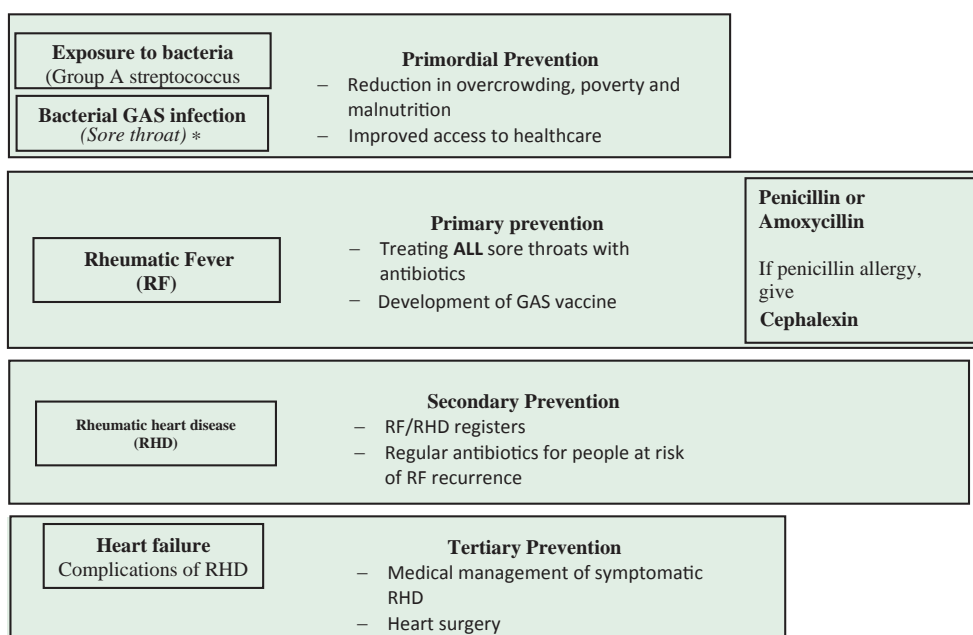 Exposure to bacteria
(Group A streptococcus
Bacterial GAS infection
(Sore throat) *
Primordial Prevention
– Reduction in overcrowding, poverty and
malnutrition
– Improved access to healthcare
Rheumatic Fever
(RF)
Primary prevention
– Treating ALL sore throats with
antibiotics
– Development of GAS vaccine
Penicillin or
Amoxycillin
If penicillin allergy,
give
Cephalexin
Rheumatic heart disease
(RHD)
Secondary Prevention
– RF/RHD registers
– Regular antibiotics for people at risk
of RF recurrence
Heart failure
Complications of RHD
Tertiary Prevention
– Medical management of symptomatic
RHD
– Heart surgery